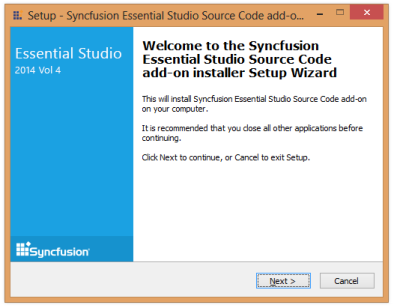 Setup - Syncfusion Essential Studio Source Code add-o...
Essential Studio
2014 Vol 4
Welcome to the Syncfusion
Essential Studio Source Code
add-on installer Setup Wizard
This will install Syncfusion Essential Studio Source Code add-on
on your computer.
It is recommended that you close all other applications before
continuing.
Click Next to continue, or Cancel to exit Setup.
Syncfusion
Next >
Cancel